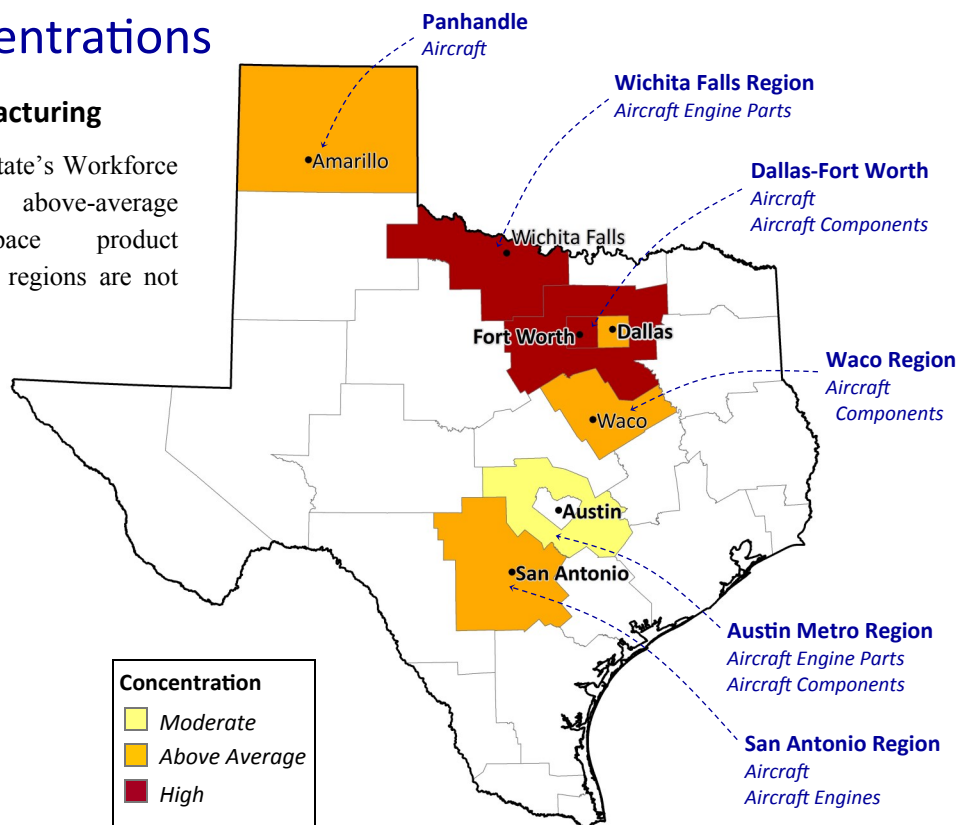 entrations
acturing
tate's Workforce
above-average
pace product
regions are not
Panhandle
Aircraft
Wichita Falls Region
Aircraft Engine Parts
Dallas-Fort Worth
Aircraft
Aircraft Components
Waco Region
Aircraft
Components
Austin Metro Region
Aircraft Engine Parts
Aircraft Components
San Antonio Region
Aircraft
Aircraft Engines
Amarillo
Wichita Falls
Fort Worth
Dallas
Waco
Austin
San Antonio
Concentration
Moderate
Above Average
High